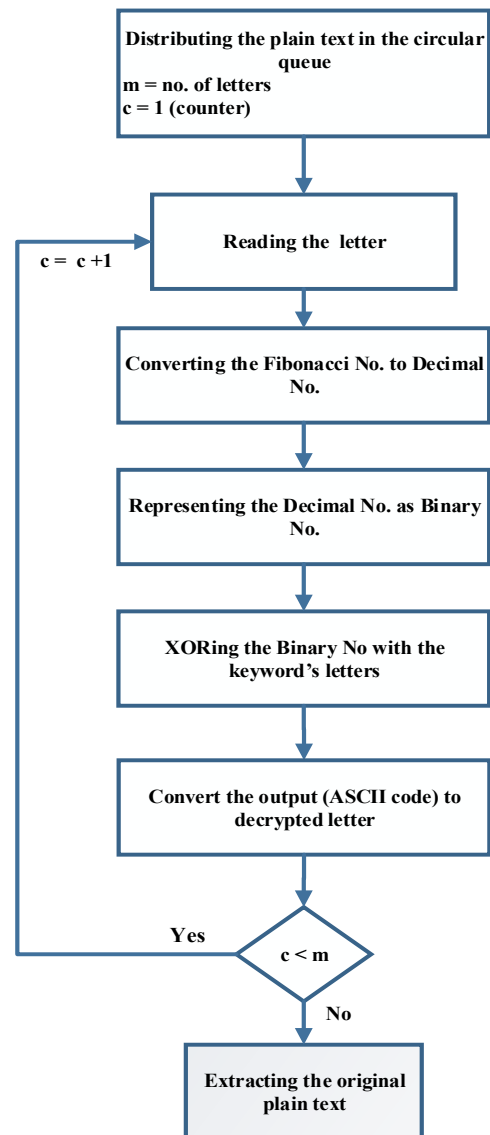 Distributing the plain text in the circular
queue
m = no. of letters
c = 1 (counter)
Reading the letter
c = c +1
Converting the Fibonacci No. to Decimal
No.
Representing the Decimal No. as Binary
No.
XORing the Binary No with the
keyword's letters
Convert the output (ASCII code) to
decrypted letter
Yes
c < m
No
Extracting the original
plain text